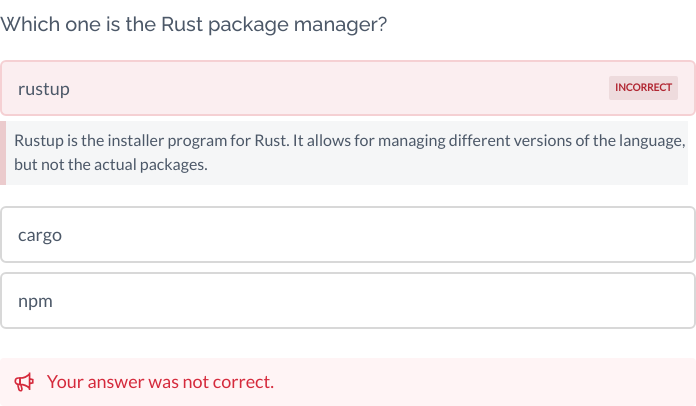 Which one is the Rust package manager?
rustup
INCORRECT
Rustup is the installer program for Rust. It allows for managing different versions of the language,
but not the actual packages.
cargo
npm
Your answer was not correct.